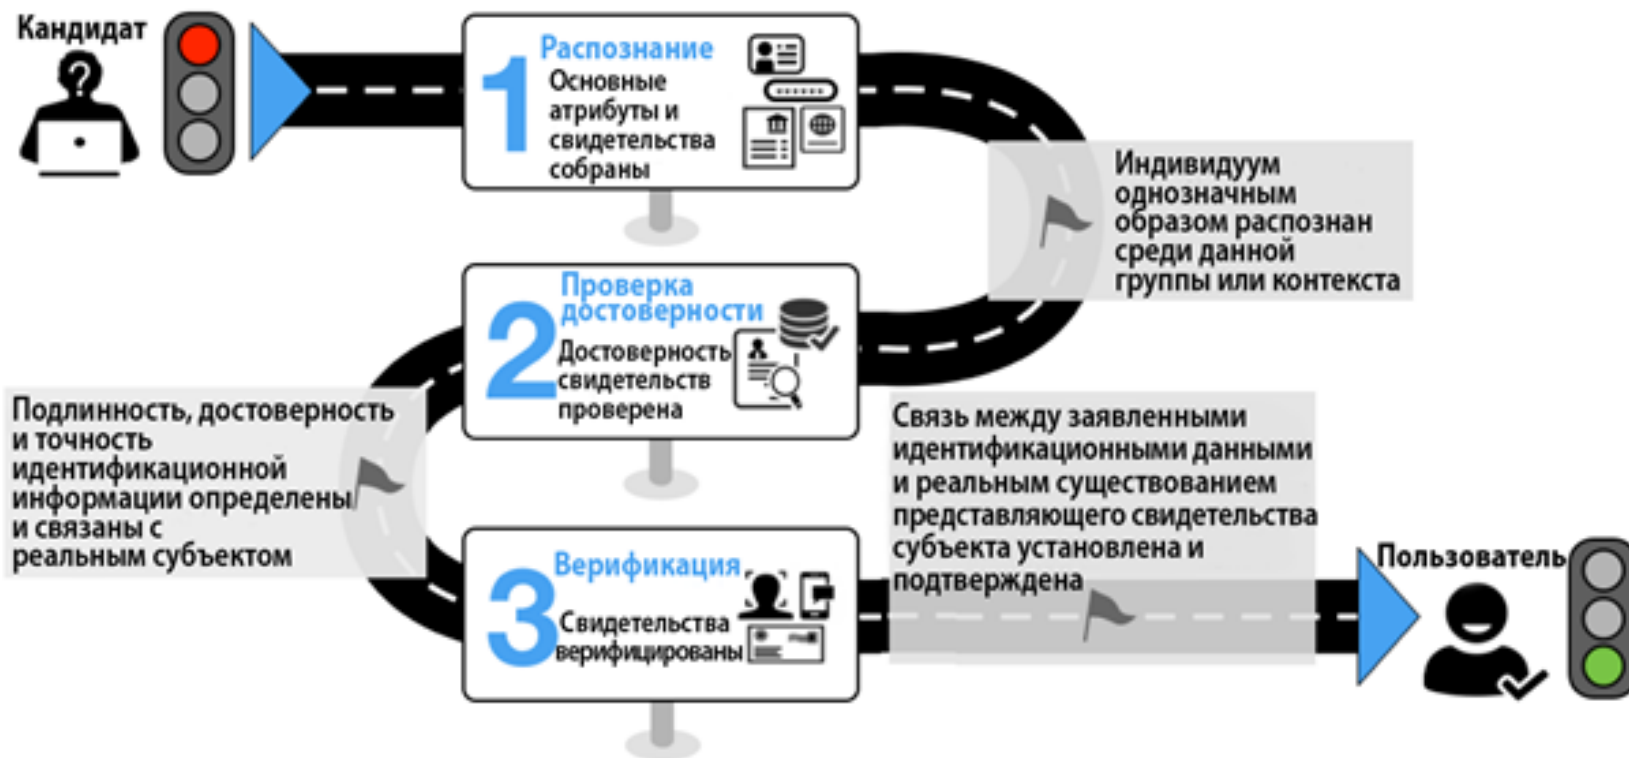 Кандидат
1
Распознание
Основные
атрибуты и
свидетельства
собраны
Индивидуум
однозначным
образом распознан
среди данной
группы или контекста
2
Проверка
достоверности
Достоверность
свидетельств
проверена
Подлинность, достоверность
и точность
идентификационной
информации определены
и связаны с
реальным субъектом
3
Верификация
Свидетельства
верифицированы
Связь между заявленными
идентификационными данными
и реальным существованием
представляющего свидетельства
субъекта установлена и
подтверждена
Пользователь